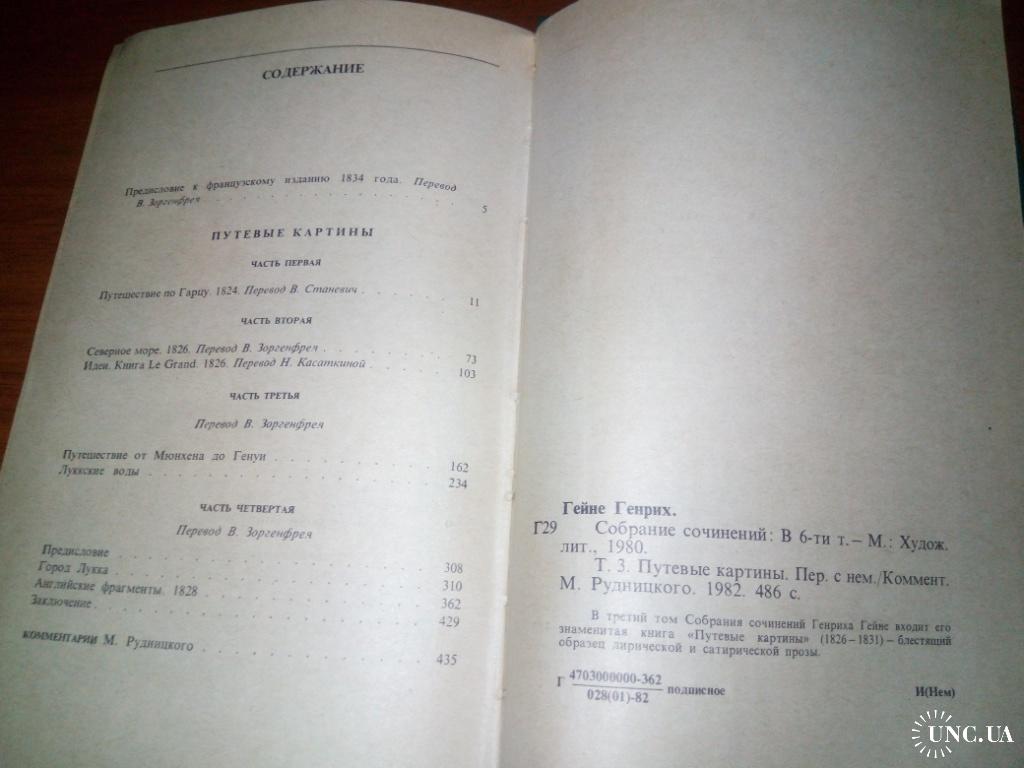 СОДЕРЖАНИЕ
Предисловие к французскому изданию 1834 года. Перевод
В. Зоргенфрея . . . . . . . . . . . . . . . . 5
ПУТЕВЫЕ КАРТИНЫ
ЧАСТЬ ПЕРВАЯ
Путешествие по Гарцу. 1824. Перевод В. Станевич . . . . . . 11
ЧАСТЬ ВТОРАЯ
Северное море. 1826. Перевод В. Зоргенфрея . . . . . . . . 73
Идеи. Книга Le Grand. 1826. Перевод Н. Касаткиной . . . . . . 103
ЧАСТЬ ТРЕТЬЯ
Перевод В. Зоргенфрея
Путешествие от Мюнхена до Генуи . . . . . . . . . . . 162
Луккские воды . . . . . . . . . . . . . . . . . 234
ЧАСТЬ ЧЕТВЕРТАЯ
Перевод В. Зоргенфрея
Предисловие . . . . . . . . . . . . . . . . . . 308
Город Лукка . . . . . . . . . . . . . . . . . . 310
Английские фрагменты. 1828 . . . . . . . . . . . . . 362
Заключение . . . . . . . . . . . . . . . . . . 429
КОММЕНТАРИИ М. Рудницкого . . . . . . . . . . . . . 435
Гейне Генрих.
Г29 Собрание сочинений: В 6-ти т. – М.: Худож.
лит., 1980.
Т. 3. Путевые картины. Пер. с нем./Коммент.
М. Рудницкого. 1982. 486 с.
В третий том Собрания сочинений Генриха Гейне входит его
знаменитая книга «Путевые картины» (1826–1831) – блестящий
образец лирической и сатирической прозы.
Г 4703000000-362
028(01)-82 подписное И(Нем)
UNC.UA